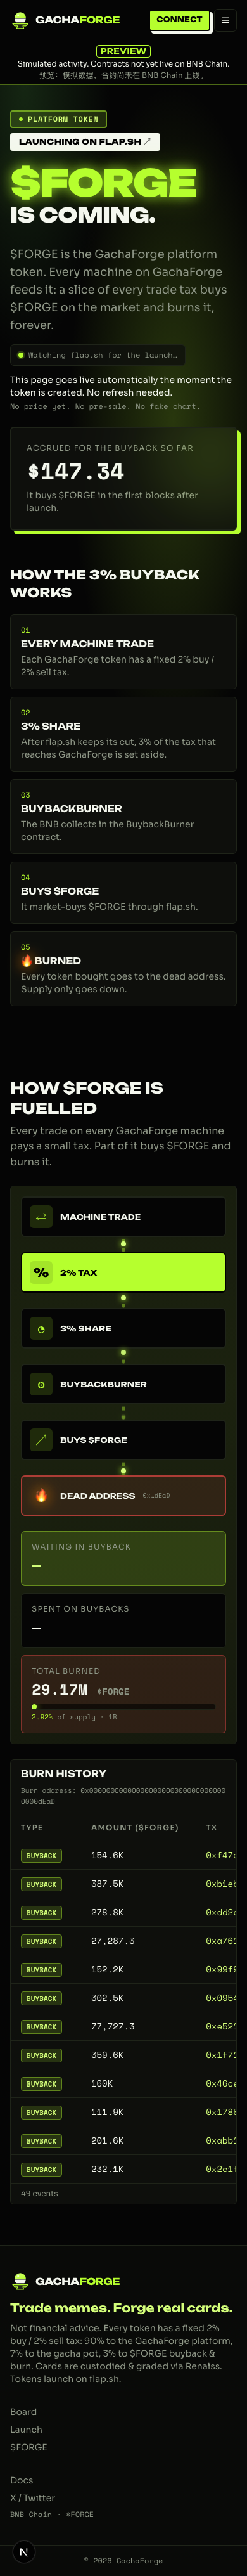 GACHAFORGE
CONNECT
PREVIEW
Simulated activity. Contracts not yet live on BNB Chain.
预览：模拟数据，合约尚未在 BNB Chain 上线。
PLATFORM TOKEN
LAUNCHING ON FLAP.SH ↗
$FORGE
IS COMING.
$FORGE is the GachaForge platform
token. Every machine on GachaForge
feeds it: a slice of every trade tax buys
$FORGE on the market and burns it,
forever.
Watching flap.sh for the launch…
This page goes live automatically the moment the
token is created. No refresh needed.
No price yet. No pre-sale. No fake chart.
ACCRUED FOR THE BUYBACK SO FAR
$147.34
It buys $FORGE in the first blocks after
launch.
HOW THE 3% BUYBACK
WORKS
01
EVERY MACHINE TRADE
Each GachaForge token has a fixed 2% buy /
2% sell tax.
02
3% SHARE
After flap.sh keeps its cut, 3% of the tax that
reaches GachaForge is set aside.
03
BUYBACKBURNER
The BNB collects in the BuybackBurner
contract.
04
BUYS $FORGE
It market-buys $FORGE through flap.sh.
05
🔥BURNED
Every token bought goes to the dead address.
Supply only goes down.
HOW $FORGE IS
FUELLED
Every trade on every GachaForge machine
pays a small tax. Part of it buys $FORGE and
burns it.
MACHINE TRADE
% 2% TAX
3% SHARE
BUYBACKBURNER
BUYS $FORGE
DEAD ADDRESS 0x…dEaD
WAITING IN BUYBACK
—
SPENT ON BUYBACKS
—
TOTAL BURNED
29.17M $FORGE
2.92% of supply · 1B
BURN HISTORY
TYPE AMOUNT ($FORGE) TX
BUYBACK 154.6K
BUYBACK 387.5K
BUYBACK 278.8K
BUYBACK 27,287.3
BUYBACK 152.2K
BUYBACK 302.5K
BUYBACK 77,727.3
BUYBACK 359.6K
BUYBACK 160K
BUYBACK 111.9K
BUYBACK 201.6K
BUYBACK 232.1K
49 events
GACHAFORGE
Trade memes. Forge real cards.
Not financial advice. Every token has a fixed 2%
buy / 2% sell tax: 90% to the GachaForge platform,
7% to the gacha pot, 3% to $FORGE buyback &
burn. Cards are custodied & graded via Renaiss.
Tokens launch on flap.sh.
Board
Launch
$FORGE
Docs
X / Twitter
BNB Chain · $FORGE
N
© 2026 GachaForge